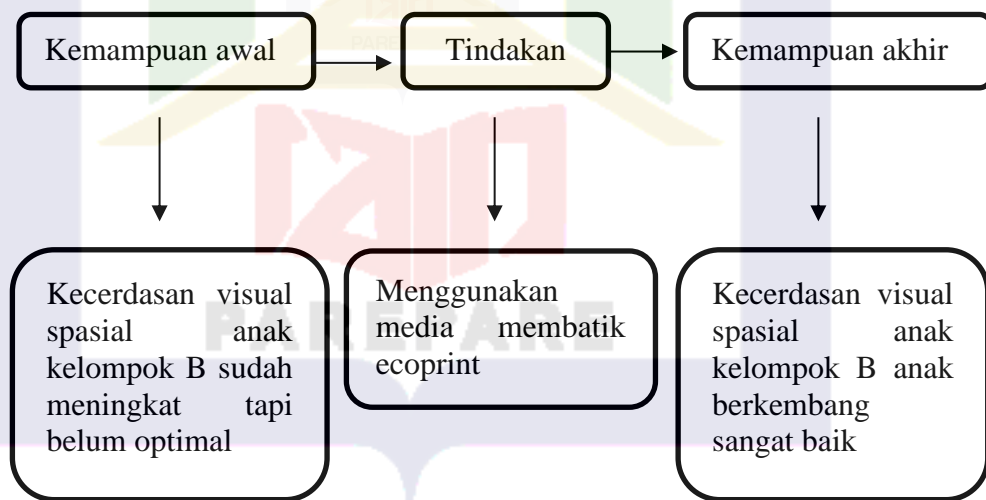 Kemampuan awal
Tindakan
Kemampuan akhir
Kecerdasan visual
spasial anak
kelompok B sudah
meningkat tapi
belum optimal
Menggunakan
media membatik
ecoprint
Kecerdasan visual
spasial anak
kelompok B anak
berkembang
sangat baik
PAREPARE